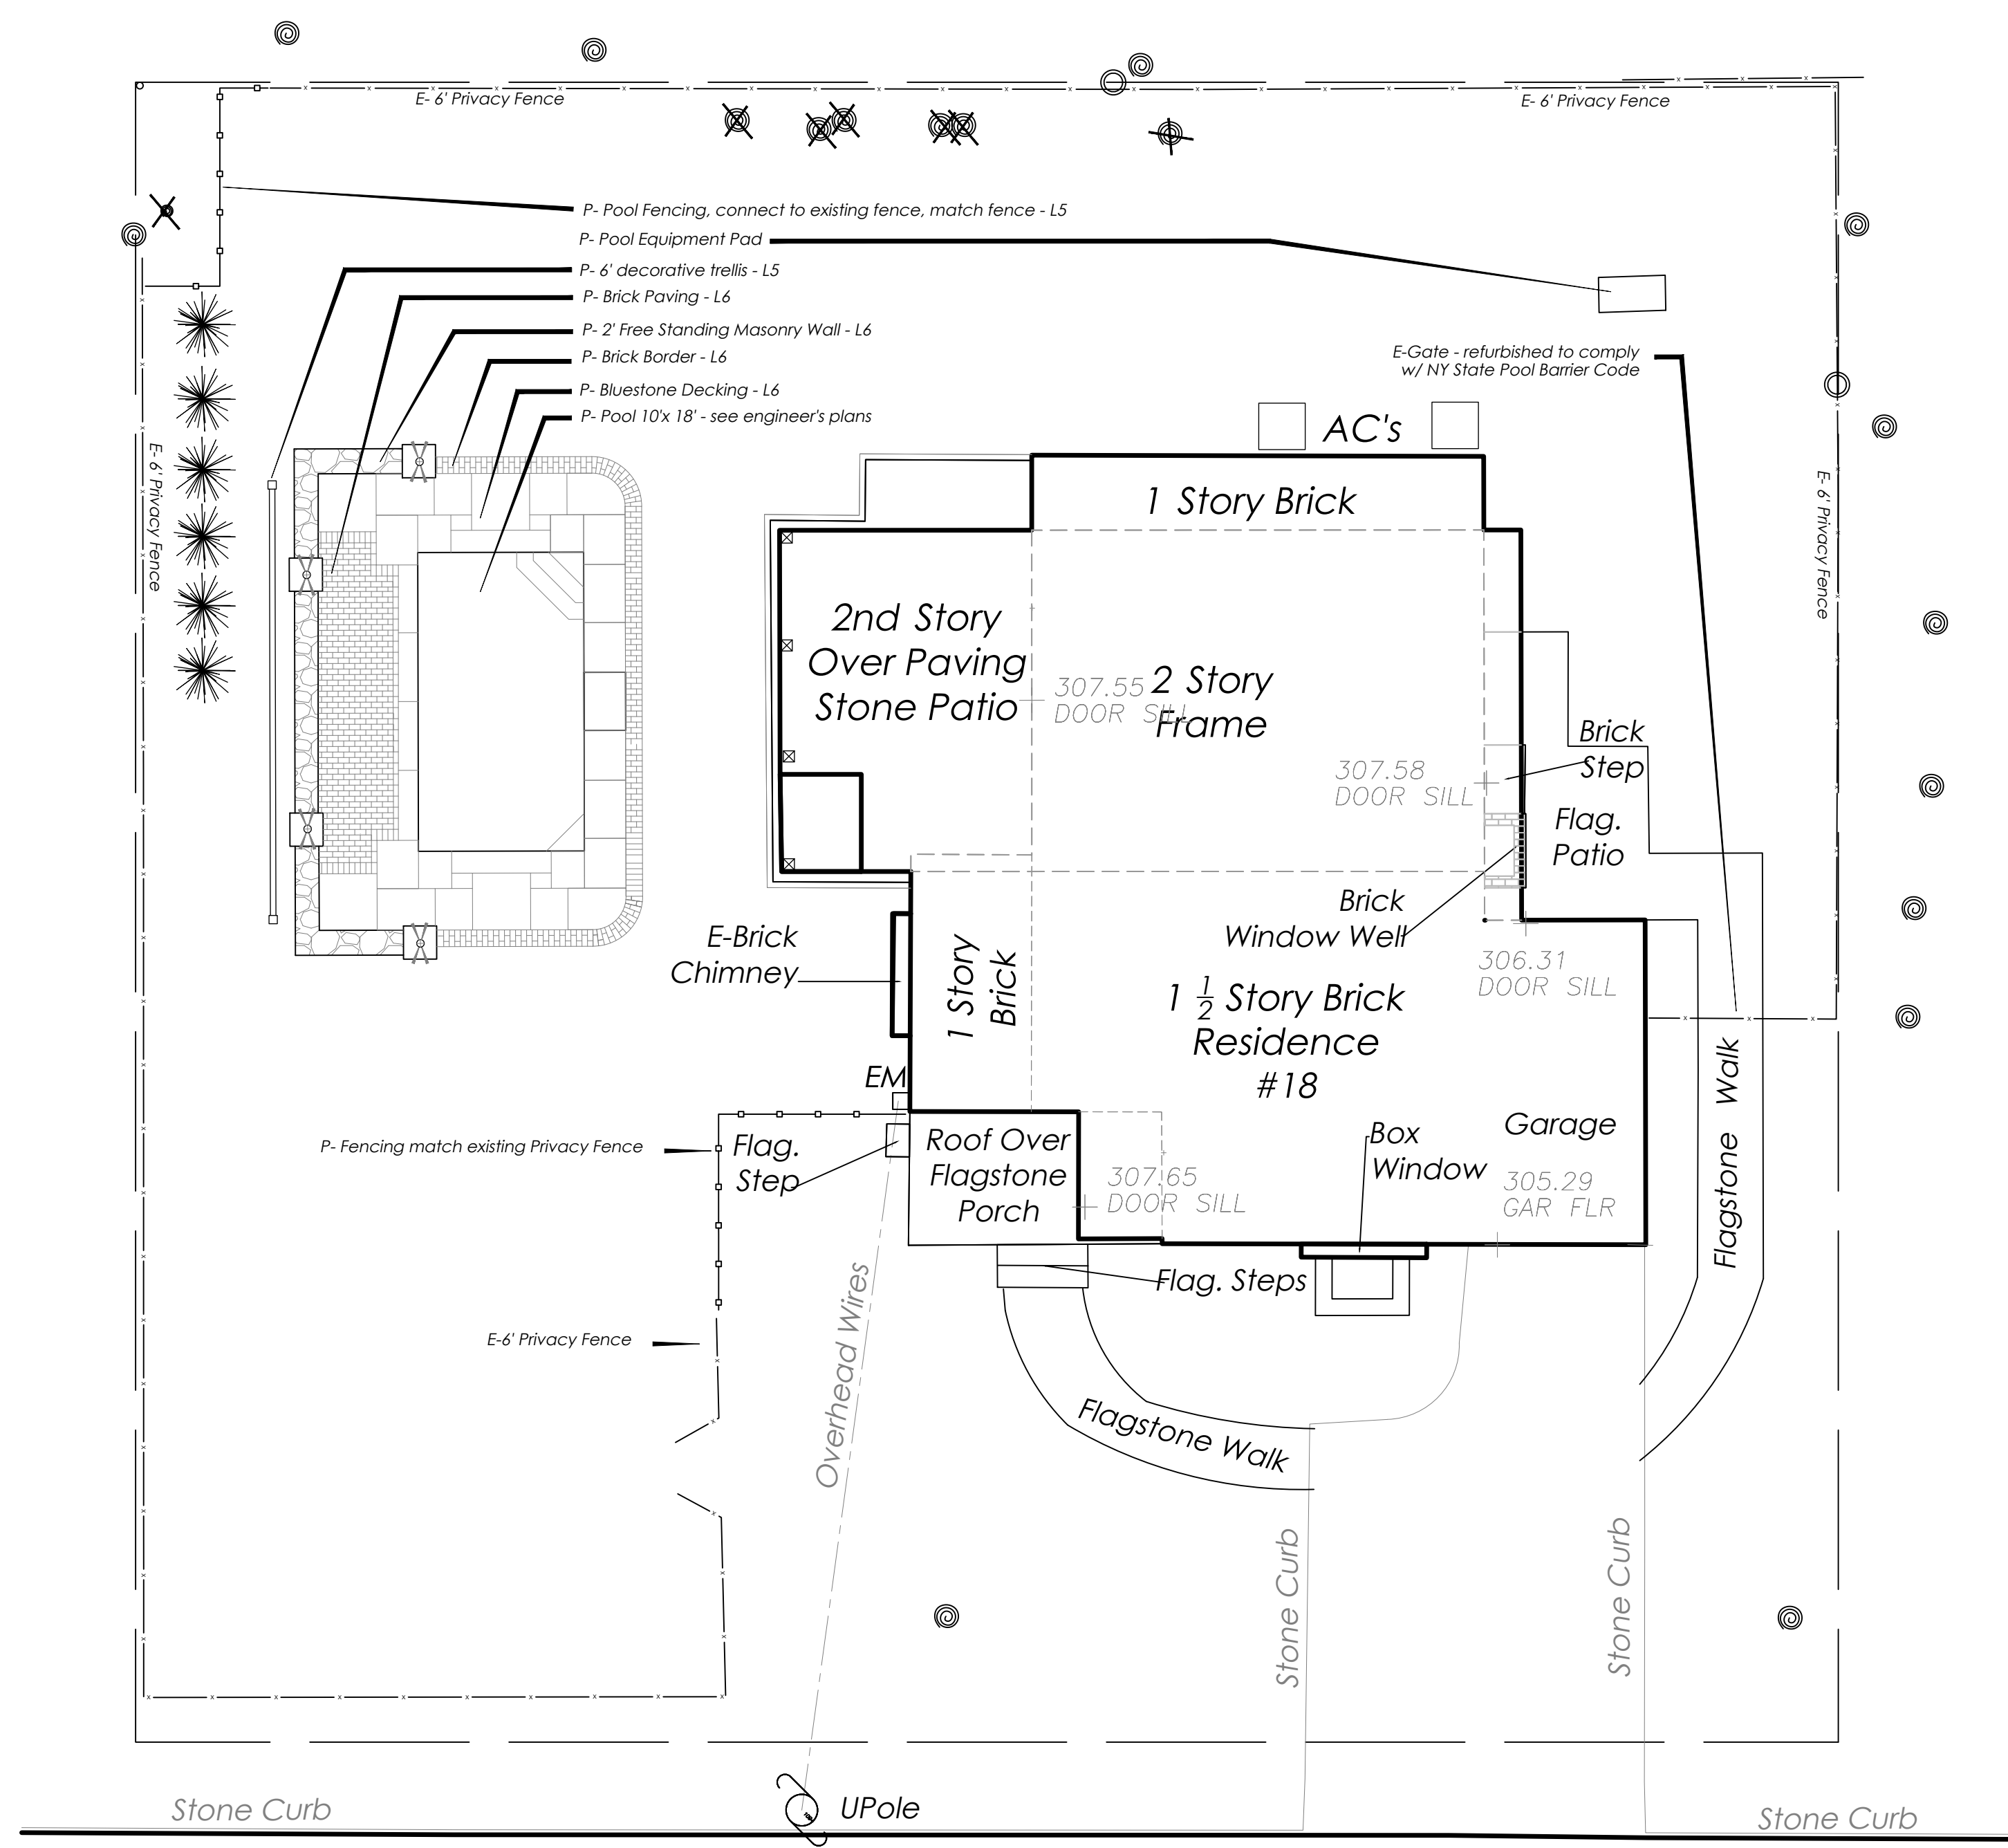 E- 6' Privacy Fence
E- 6' Privacy Fence
P- Pool Fencing, connect to existing fence, match fence - L5
P- Pool Equipment Pad
P- 6' decorative trellis - L5
P- Brick Paving - L6
P- 2' Free Standing Masonry Wall - L6
P- Brick Border - L6
P- Bluestone Decking - L6
P- Pool 10'x 18' - see engineer's plans
E-Gate - refurbished to comply
w/ NY State Pool Barrier Code
AC's
E- 6' Privacy Fence
E- 6' Privacy Fence
1 Story Brick
2nd Story
Over Paving
Stone Patio
307.55
DOOR SILL
2 Story
Frame
307.58
DOOR SILL
Brick
Step
Flag.
Patio
Brick
Window Well
E-Brick
Chimney
1 Story
Brick
306.31
DOOR SILL
1 1/2 Story Brick
Residence
#18
EM
Flagstone Walk
Garage
P- Fencing match existing Privacy Fence
Flag.
Step
Roof Over
Flagstone
Porch
307.65
DOOR SILL
Box
Window
305.29
GAR FLR
Flag. Steps
E-6' Privacy Fence
Overhead Wires
Flagstone Walk
Stone Curb
Stone Curb
Stone Curb
UPole
Stone Curb